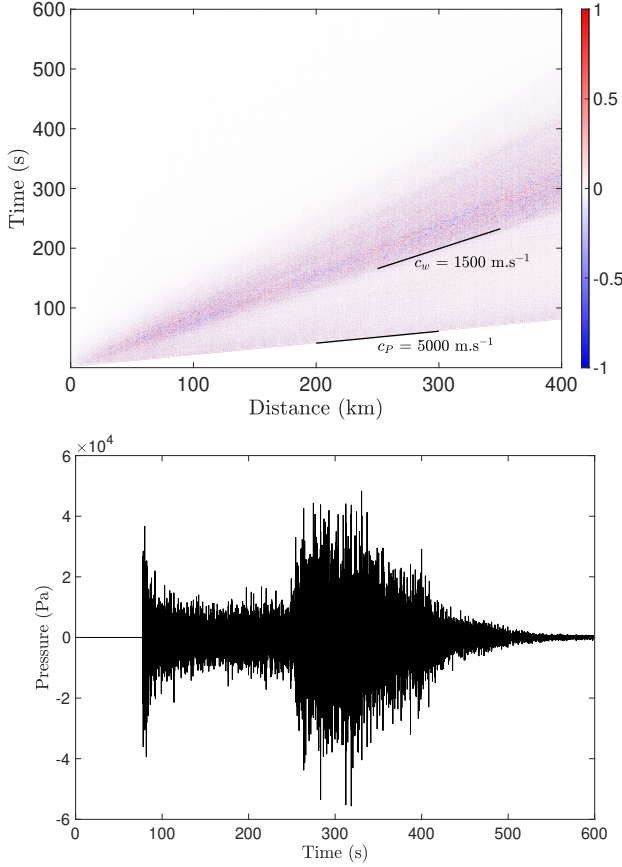 600
500
400
300
200
100
Time (s)
0 100 200 300 400
Distance (km)
1
0.5
0
-0.5
-1
c_w = 1500 m.s⁻¹
c_P = 5000 m.s⁻¹
×10⁴
6
4
2
0
-2
-4
-6
Pressure (Pa)
0 100 200 300 400 500 600
Time (s)